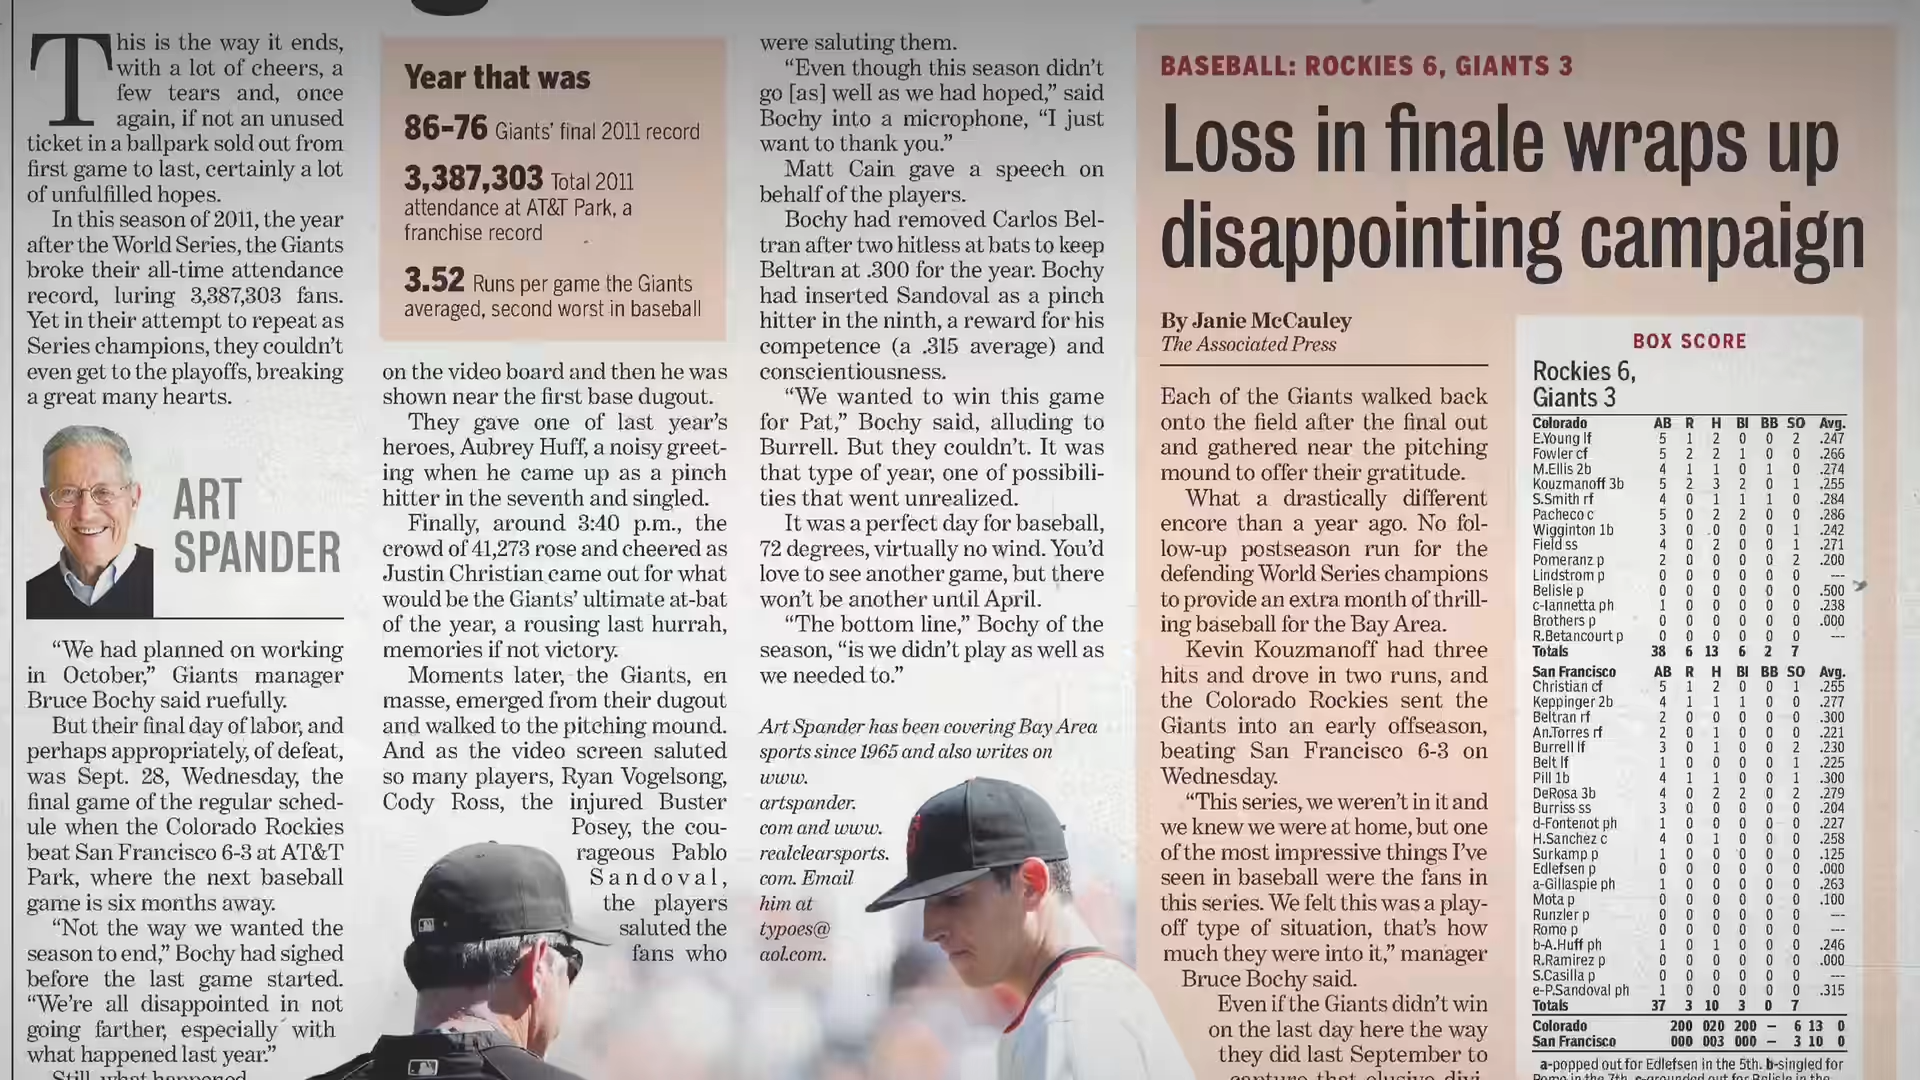 This is the way it ends,
with a lot of cheers, a
few tears and, once
again, if not an unused
ticket in a ballpark sold out from
first game to last, certainly a lot
of unfulfilled hopes.
In this season of 2011, the year
after the World Series, the Giants
broke their all-time attendance
record, luring 3,387,303 fans.
Yet in their attempt to repeat as
Series champions, they couldn't
even get to the playoffs, breaking
a great many hearts.
ART
SPANDER
“We had planned on working
in October,” Giants manager
Bruce Bochy said ruefully.
But their final day of labor, and
perhaps appropriately, of defeat,
was Sept. 28, Wednesday, the
final game of the regular sched-
ule when the Colorado Rockies
beat San Francisco 6-3 at AT&T
Park, where the next baseball
game is six months away.
“Not the way we wanted the
season to end,” Bochy had sighed
before the last game started.
“We're all disappointed in not
going farther, especially with
what happened last year.”
Still, what happened
Year that was
86-76 Giants' final 2011 record
3,387,303 Total 2011
attendance at AT&T Park, a
franchise record
3.52 Runs per game the Giants
averaged, second worst in baseball
on the video board and then he was
shown near the first base dugout.
They gave one of last year's
heroes, Aubrey Huff, a noisy greet-
ing when he came up as a pinch
hitter in the seventh and singled.
Finally, around 3:40 p.m., the
crowd of 41,273 rose and cheered as
Justin Christian came out for what
would be the Giants' ultimate at-bat
of the year, a rousing last hurrah,
memories if not victory.
Moments later, the Giants, en
masse, emerged from their dugout
and walked to the pitching mound.
And as the video screen saluted
so many players, Ryan Vogelsong,
Cody Ross, the injured Buster
Posey, the cou-
rageous Pablo
Sandoval,
the players
saluted the
fans who
were saluting them.
“Even though this season didn't
go [as] well as we had hoped,” said
Bochy into a microphone, “I just
want to thank you.”
Matt Cain gave a speech on
behalf of the players.
Bochy had removed Carlos Bel-
tran after two hitless at bats to keep
Beltran at .300 for the year. Bochy
had inserted Sandoval as a pinch
hitter in the ninth, a reward for his
competence (a .315 average) and
conscientiousness.
“We wanted to win this game
for Pat,” Bochy said, alluding to
Burrell. But they couldn't. It was
that type of year, one of possibili-
ties that went unrealized.
It was a perfect day for baseball,
72 degrees, virtually no wind. You'd
love to see another game, but there
won't be another until April.
“The bottom line,” Bochy of the
season, “is we didn't play as well as
we needed to.”
Art Spander has been covering Bay Area
sports since 1965 and also writes on
www.
artspander.
com and www.
realclearsports.
com. Email
him at
typoes@
aol.com.
BASEBALL: ROCKIES 6, GIANTS 3
Loss in finale wraps up
disappointing campaign
By Janie McCauley
The Associated Press
Each of the Giants walked back
onto the field after the final out
and gathered near the pitching
mound to offer their gratitude.
What a drastically different
encore than a year ago. No fol-
low-up postseason run for the
defending World Series champions
to provide an extra month of thrill-
ing baseball for the Bay Area.
Kevin Kouzmanoff had three
hits and drove in two runs, and
the Colorado Rockies sent the
Giants into an early offseason,
beating San Francisco 6-3 on
Wednesday.
“This series, we weren't in it and
we knew we were at home, but one
of the most impressive things I've
seen in baseball were the fans in
this series. We felt this was a play-
off type of situation, that's how
much they were into it,” manager
Bruce Bochy said.
Even if the Giants didn't win
on the last day here the way
they did last September to
capture that elusive divi-
BOX SCORE
Rockies 6,
Giants 3
Colorado AB R H BI BB SO Avg.
E.Young lf 5 1 2 0 0 2 .247
Fowler cf 5 2 2 1 0 0 .266
M.Ellis 2b 4 1 1 0 1 0 .274
Kouzmanoff 3b 5 2 3 2 0 1 .255
S.Smith rf 4 0 1 1 1 0 .284
Pacheco c 5 0 2 2 0 0 .286
Wigginton 1b 3 0 0 0 0 1 .242
Field ss 4 0 2 0 0 1 .271
Pomeranz p 2 0 0 0 0 2 .200
Lindstrom p 0 0 0 0 0 0 ---
Belisle p 0 0 0 0 0 0 .500
c-Iannetta ph 1 0 0 0 0 0 .238
Brothers p 0 0 0 0 0 0 .000
R.Betancourt p 0 0 0 0 0 0 ---
Totals 38 6 13 6 2 7
San Francisco AB R H BI BB SO Avg.
Christian cf 5 1 2 0 0 1 .255
Keppinger 2b 4 1 1 1 0 0 .277
Beltran rf 2 0 0 0 0 0 .300
An.Torres rf 2 0 1 0 0 0 .221
Burrell lf 3 0 1 0 0 2 .230
Belt lf 1 0 0 0 0 1 .225
Pill 1b 4 1 1 0 0 1 .300
DeRosa 3b 4 0 2 2 0 2 .279
Burriss ss 3 0 0 0 0 0 .204
d-Fontenot ph 1 0 0 0 0 0 .227
H.Sanchez c 4 0 1 0 0 0 .258
Surkamp p 1 0 0 0 0 0 .125
Edlefsen p 0 0 0 0 0 0 .000
a-Gillaspie ph 1 0 0 0 0 0 .263
Mota p 0 0 0 0 0 0 .100
Runzler p 0 0 0 0 0 0 ---
Romo p 0 0 0 0 0 0 ---
b-A.Huff ph 1 0 1 0 0 0 .246
R.Ramirez p 0 0 0 0 0 0 .000
S.Casilla p 0 0 0 0 0 0 ---
e-P.Sandoval ph 1 0 0 0 0 0 .315
Totals 37 3 10 3 0 7
Colorado 200 020 200 — 6 13 0
San Francisco 000 003 000 — 3 10 0
a-popped out for Edlefsen in the 5th. b-singled for
Romo in the 7th. c-grounded out for Belisle in the